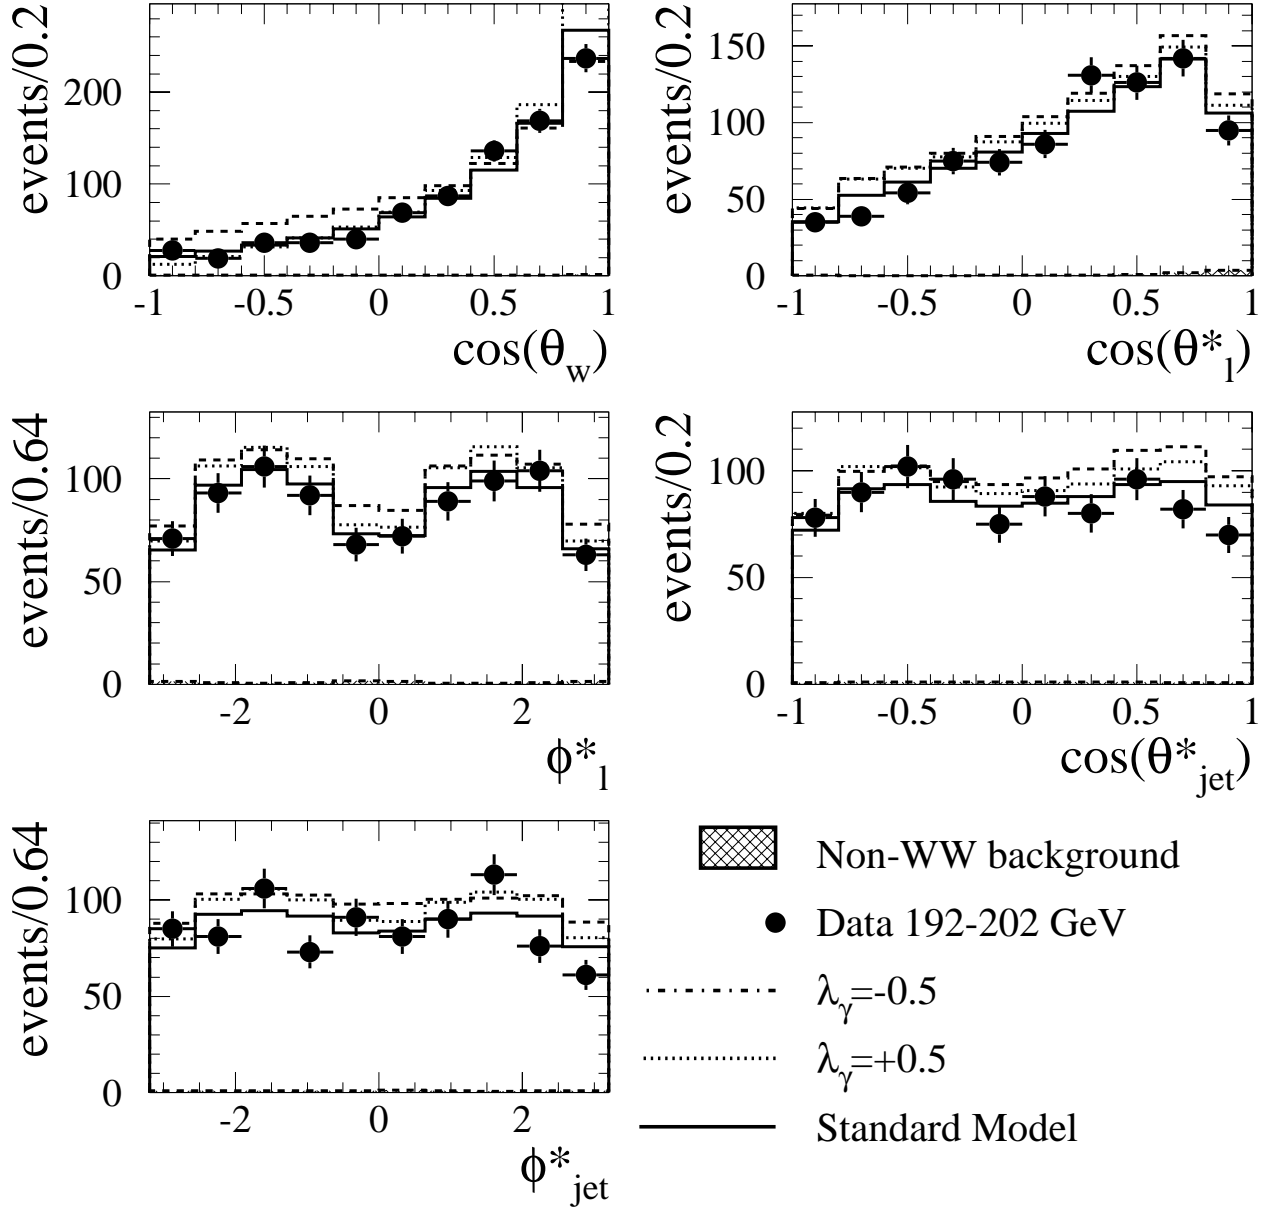 events/0.2
0
100
200
-1
-0.5
0
0.5
1
cos(θw)
events/0.2
0
50
100
150
-1
-0.5
0
0.5
1
cos(θ*l)
events/0.64
0
50
100
-2
0
2
ϕ*l
events/0.2
0
50
100
-1
-0.5
0
0.5
1
cos(θ*jet)
events/0.64
0
50
100
-2
0
2
ϕ*jet
Non-WW background
Data 192-202 GeV
λγ=-0.5
λγ=+0.5
Standard Model